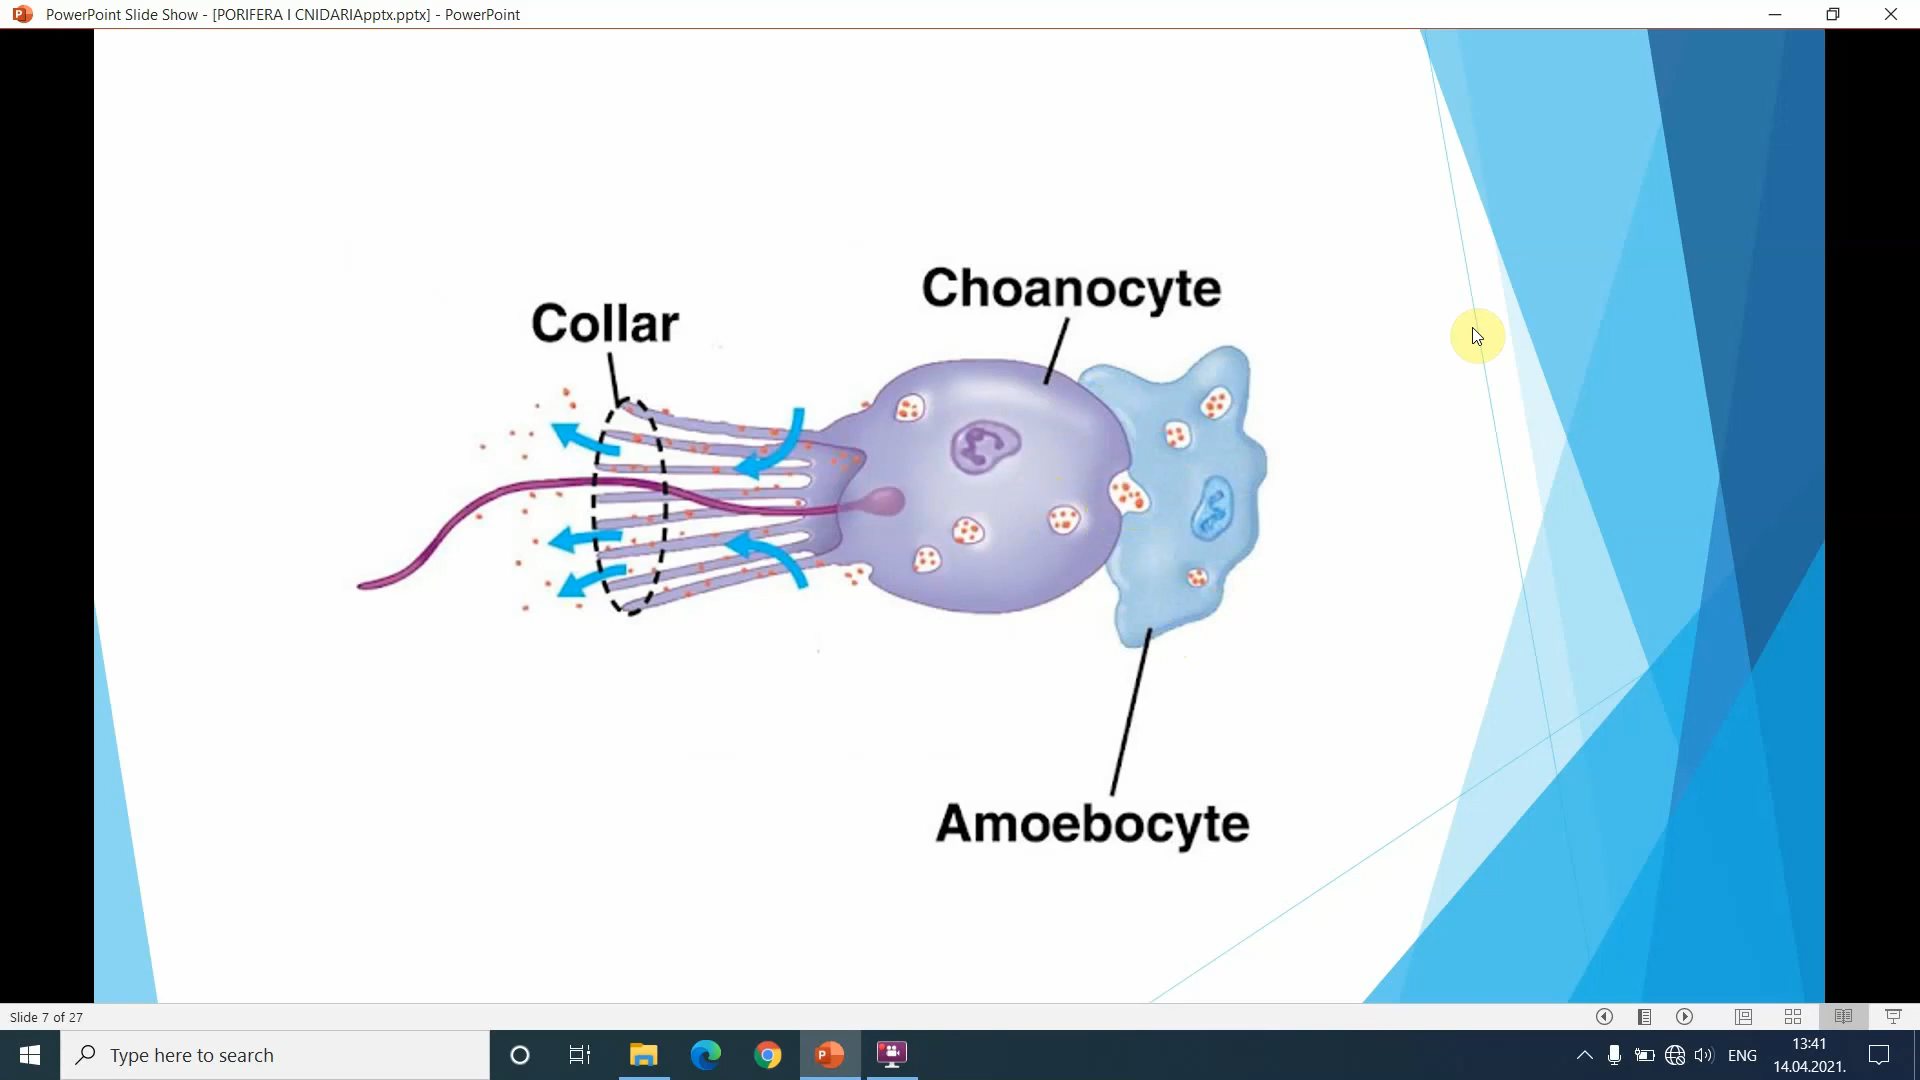 PowerPoint Slide Show - [PORIFERA I CNIDARIApptx.pptx] - PowerPoint
Choanocyte
Collar
Amoebocyte
Slide 7 of 27
Type here to search
ENG
13:41
14.04.2021.